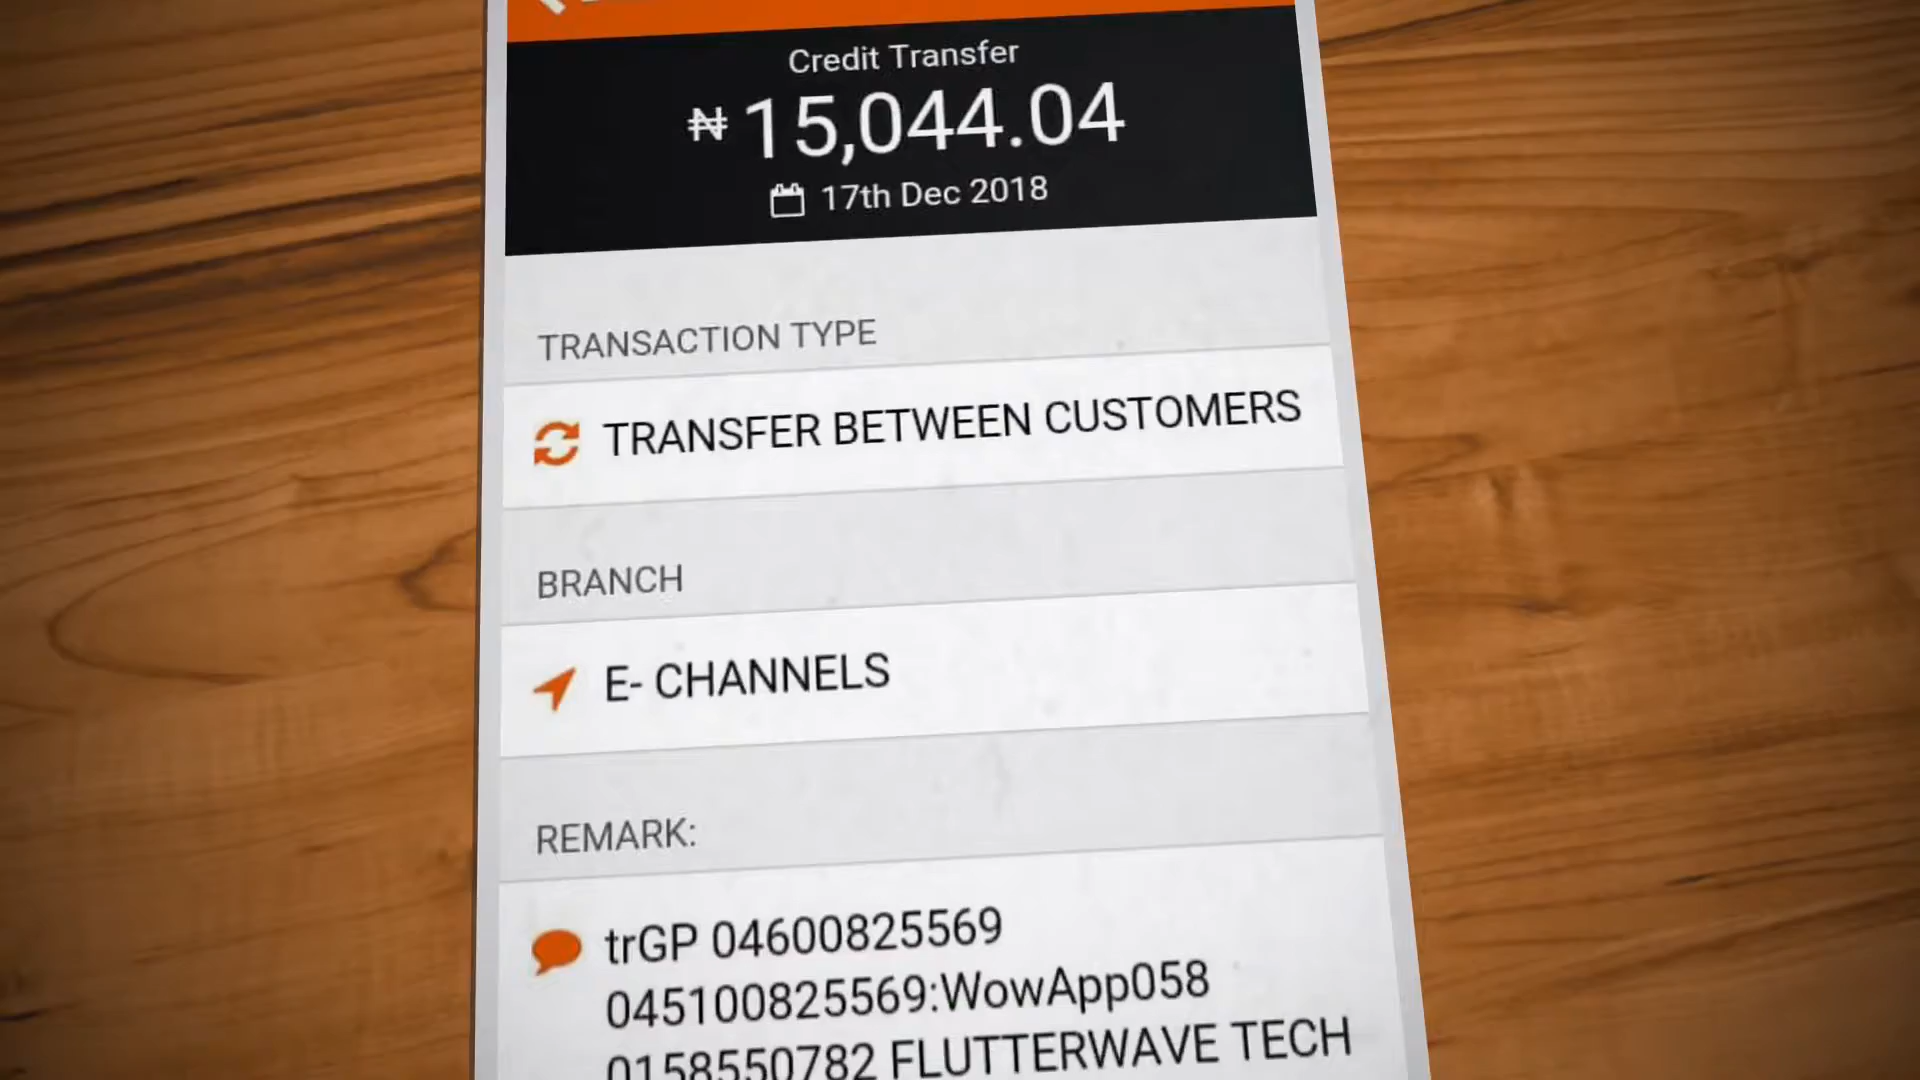 Credit Transfer
₦ 15,044.04
17th Dec 2018
TRANSACTION TYPE
TRANSFER BETWEEN CUSTOMERS
BRANCH
E- CHANNELS
REMARK:
trGP 04600825569
045100825569:WowApp058
0158550782 FLUTTERWAVE TECH